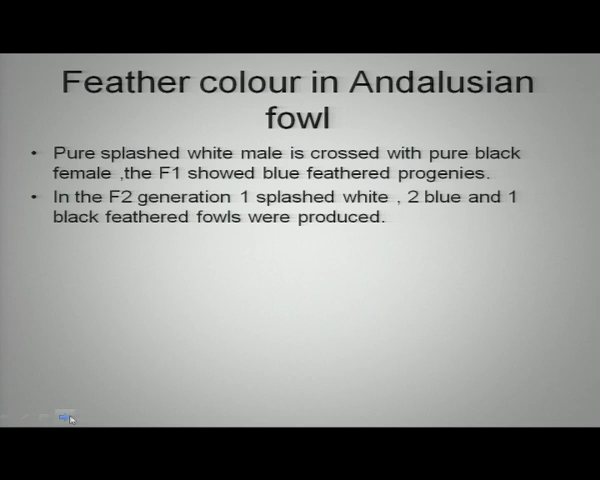 Feather colour in Andalusian
fowl
• Pure splashed white male is crossed with pure black
female ,the F1 showed blue feathered progenies.
• In the F2 generation 1 splashed white , 2 blue and 1
black feathered fowls were produced.